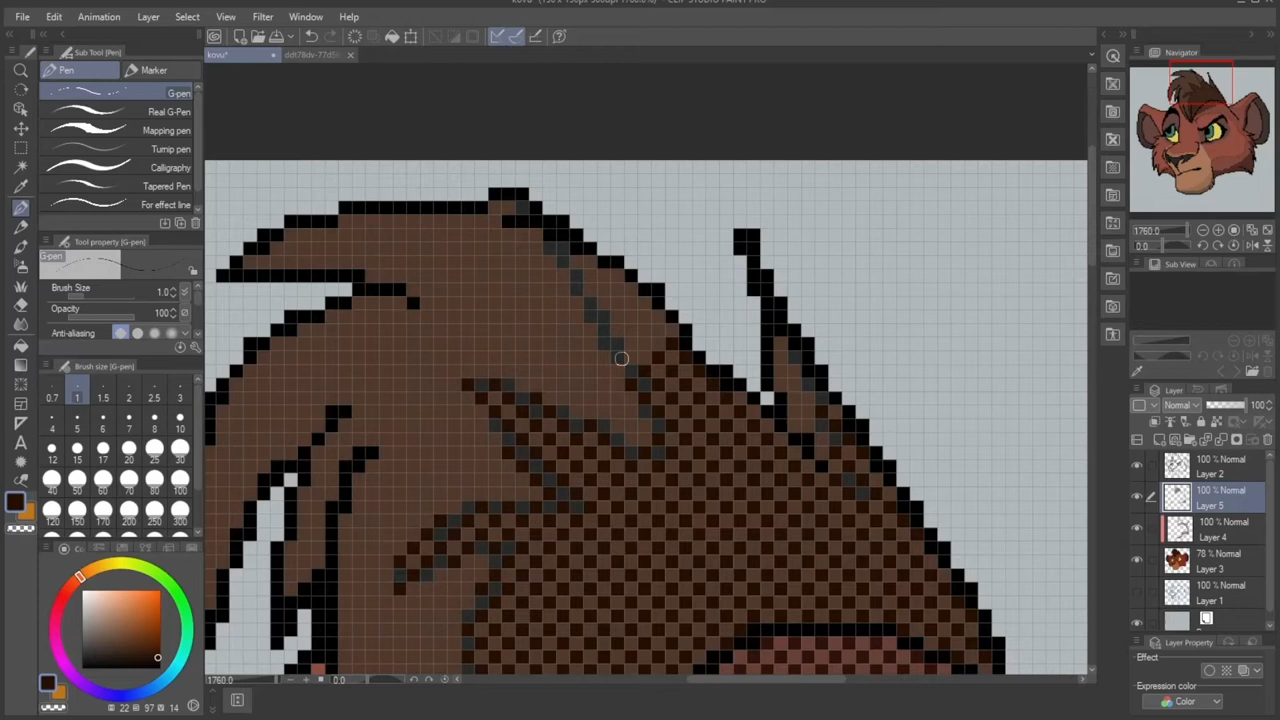 File Edit Animation Layer Select View Filter Window Help
kovu*
Sub Tool [Pen]
Pen Marker
G-pen
Real G-Pen
Mapping pen
Turnip pen
Calligraphy
Tapered Pen
For effect line
Tool property [G-pen]
G-pen
Brush Size 1.0
Opacity 100
Anti-aliasing
Brush size
0.7 1 1.5 2 2.5 3
4 5 6 7 8 10
12 15 17 20 25 30
40 50 60 70 80 100
120 150 170 200 250 300
22 97 14
1760.0 0.0
Navigator
1760.0
0.0
Sub View
Layer
Normal 100
100 % Normal
Layer 2
100 % Normal
Layer 5
100 % Normal
Layer 4
78 % Normal
Layer 3
100 % Normal
Layer 1
Layer Property
Effect
Expression color
Color